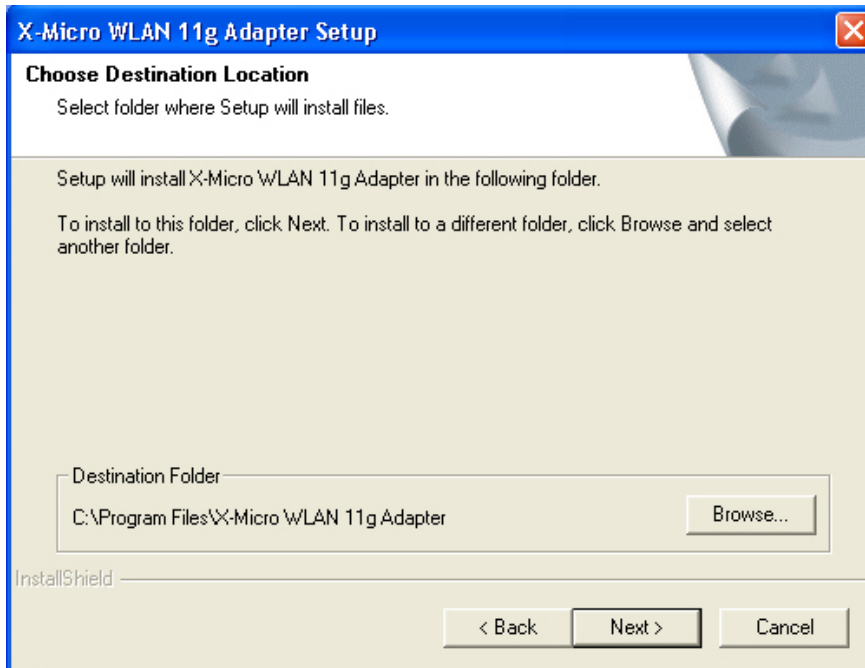 X-Micro WLAN 11g Adapter Setup
Choose Destination Location
Select folder where Setup will install files.
Setup will install X-Micro WLAN 11g Adapter in the following folder.
To install to this folder, click Next. To install to a different folder, click Browse and select
another folder.
Destination Folder
C:\Program Files\X-Micro WLAN 11g Adapter
Browse...
InstallShield
< Back
Next >
Cancel